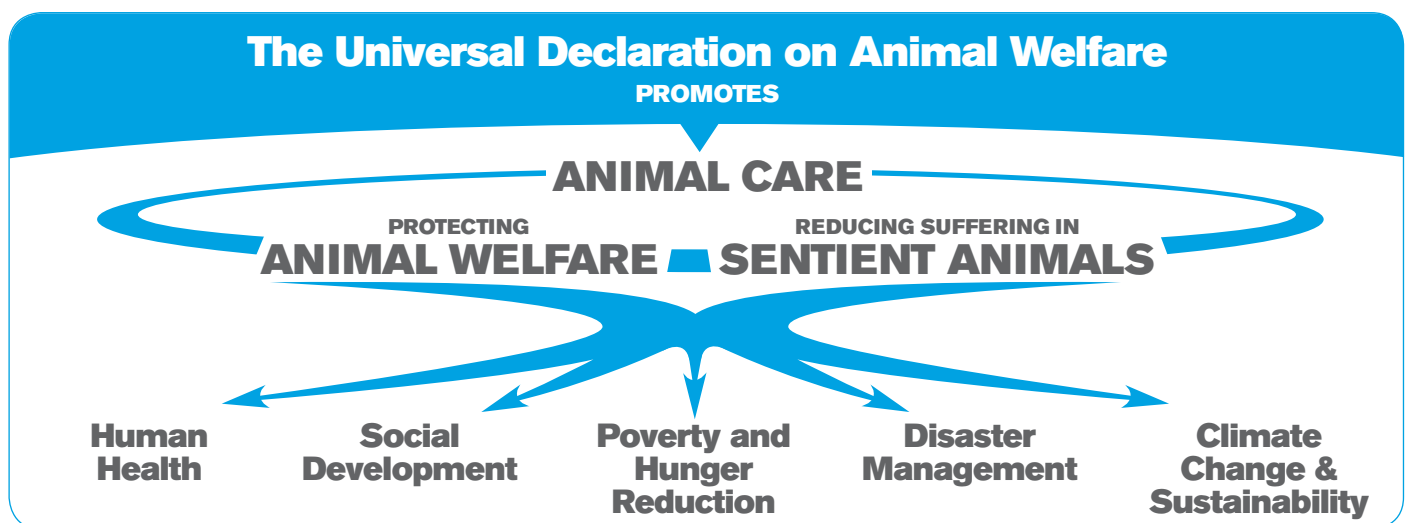 The Universal Declaration on Animal Welfare
PROMOTES
ANIMAL CARE
PROTECTING
ANIMAL WELFARE
REDUCING SUFFERING IN
SENTIENT ANIMALS
Human
Health
Social
Development
Poverty and
Hunger
Reduction
Disaster
Management
Climate
Change &
Sustainability